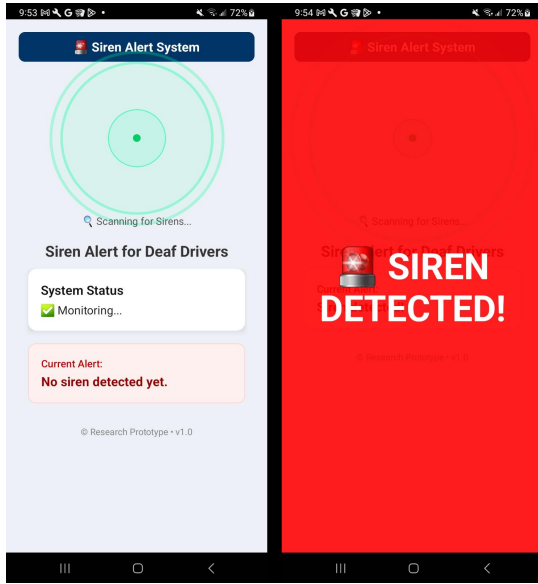 9:53
G
72%
🚨 Siren Alert System
🔍 Scanning for Sirens...
Siren Alert for Deaf Drivers
System Status
✅ Monitoring...
Current Alert:
No siren detected yet.
© Research Prototype • v1.0
9:54
G
72%
🚨 Siren Alert System
🔍 Scanning for Sirens...
🚨 SIREN
DETECTED!
Current Alert:
© Research Prototype • v1.0